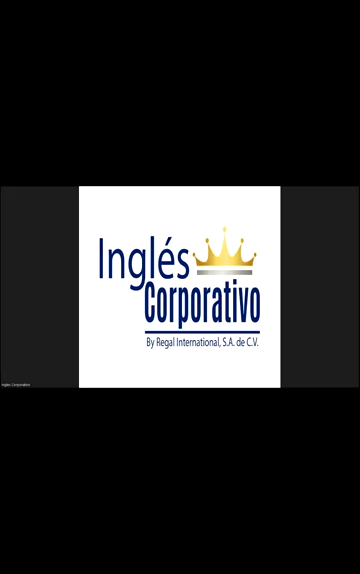 Inglés
Corporativo
By Regal International, S.A. de C.V.
Inglés Corporativo